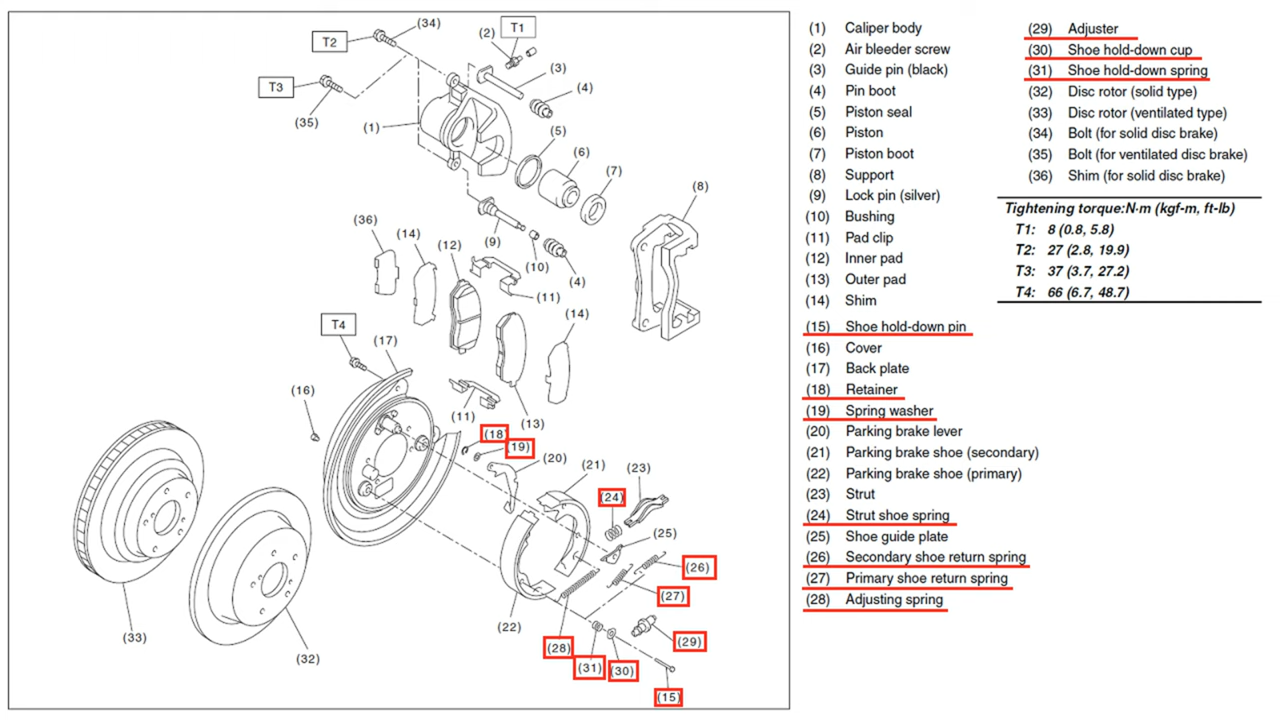 (34)
T1
T2
(2)
(3)
T3
(4)
(35)
(1)
(5)
(6)
(7)
(8)
(36)
(14)
(12)
(9)
(10)
(4)
(11)
(14)
T4
(17)
(16)
(11)
(13)
(18)
(19)
(20)
(21)
(23)
(24)
(25)
(26)
(27)
(22)
(28)
(29)
(31)
(30)
(15)
(33)
(32)
(1) Caliper body
(2) Air bleeder screw
(3) Guide pin (black)
(4) Pin boot
(5) Piston seal
(6) Piston
(7) Piston boot
(8) Support
(9) Lock pin (silver)
(10) Bushing
(11) Pad clip
(12) Inner pad
(13) Outer pad
(14) Shim
(15) Shoe hold-down pin
(16) Cover
(17) Back plate
(18) Retainer
(19) Spring washer
(20) Parking brake lever
(21) Parking brake shoe (secondary)
(22) Parking brake shoe (primary)
(23) Strut
(24) Strut shoe spring
(25) Shoe guide plate
(26) Secondary shoe return spring
(27) Primary shoe return spring
(28) Adjusting spring
(29) Adjuster
(30) Shoe hold-down cup
(31) Shoe hold-down spring
(32) Disc rotor (solid type)
(33) Disc rotor (ventilated type)
(34) Bolt (for solid disc brake)
(35) Bolt (for ventilated disc brake)
(36) Shim (for solid disc brake)
Tightening torque:N·m (kgf-m, ft-lb)
T1: 8 (0.8, 5.8)
T2: 27 (2.8, 19.9)
T3: 37 (3.7, 27.2)
T4: 66 (6.7, 48.7)